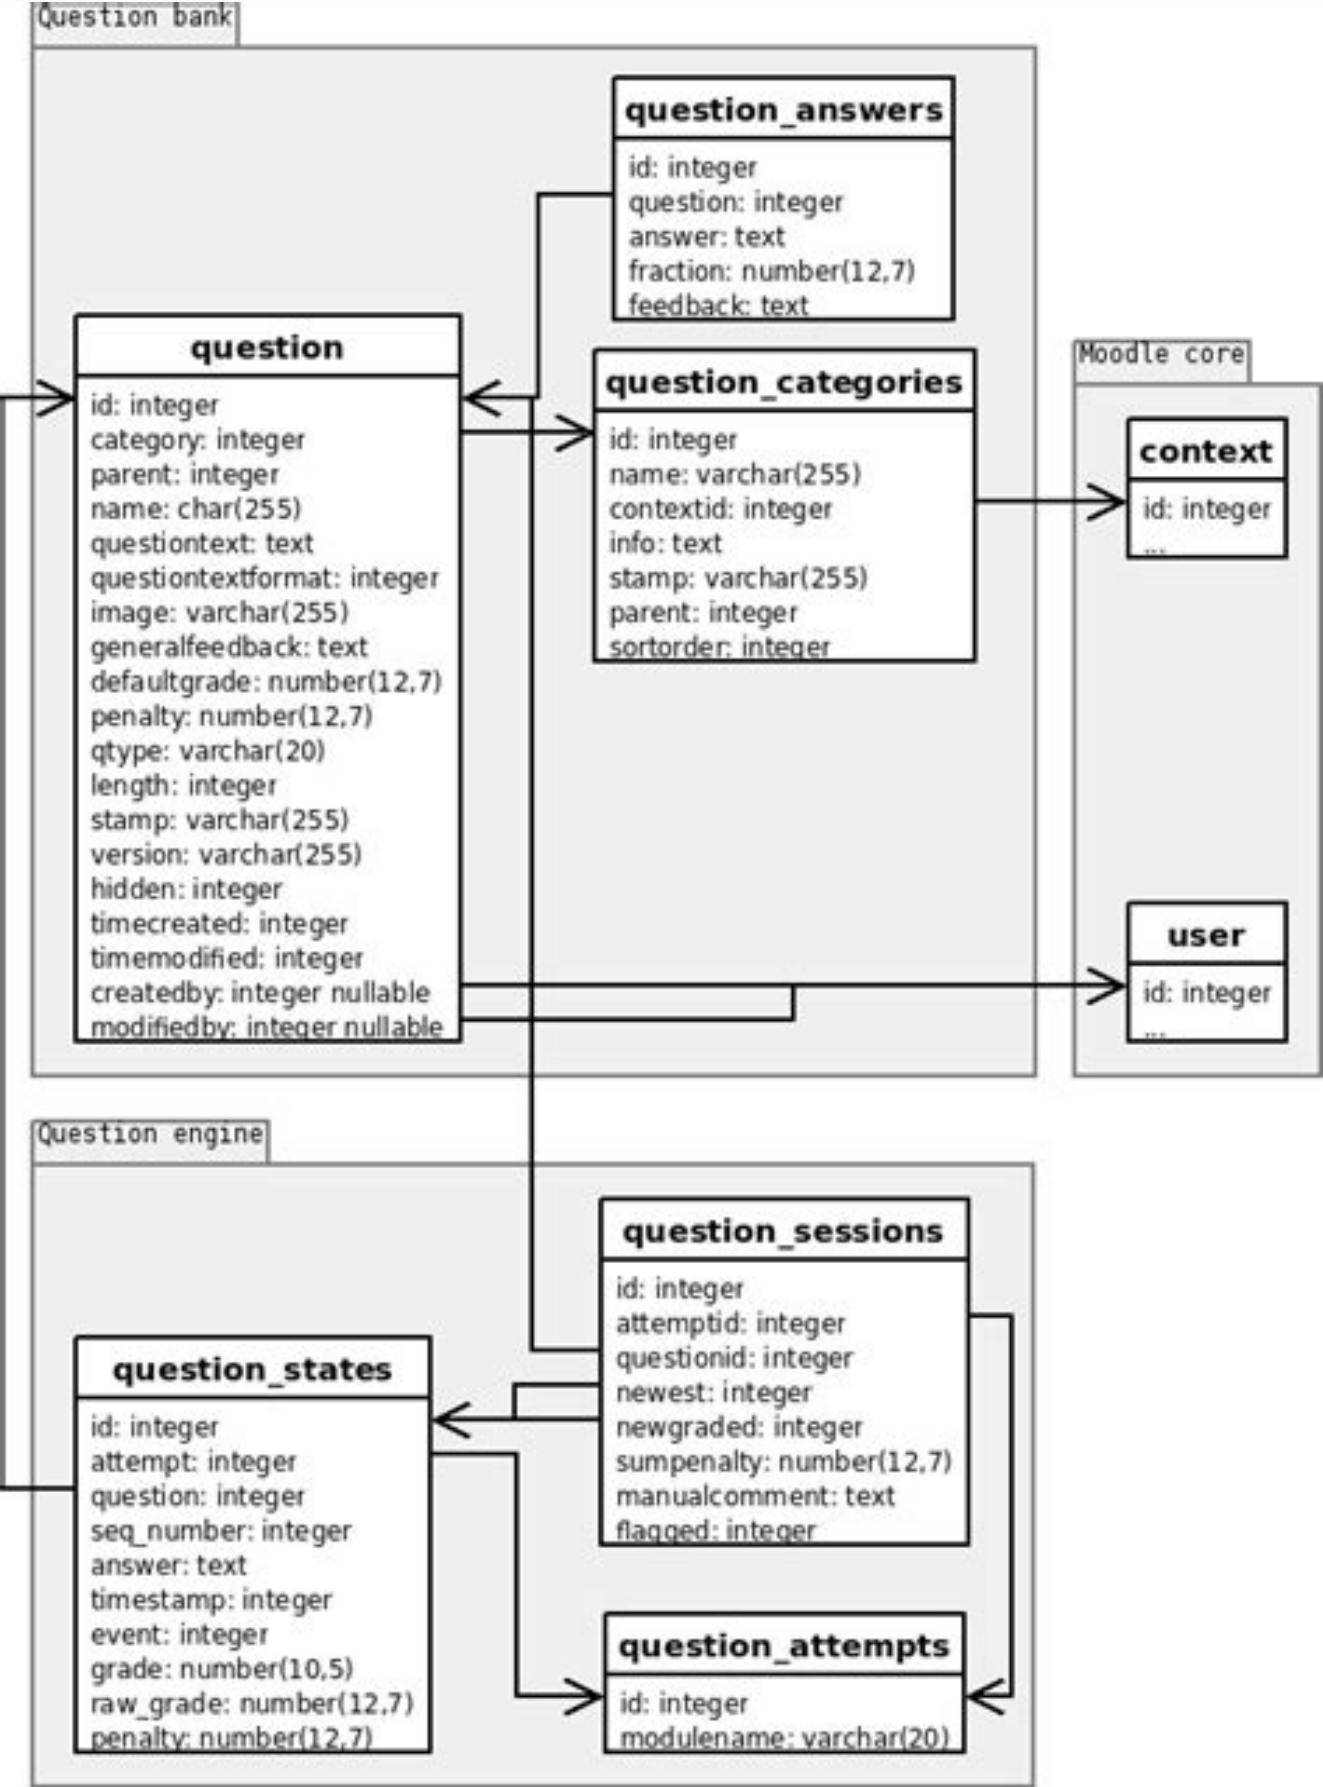 Question bank
question_answers
id: integer
question: integer
answer: text
fraction: number(12,7)
feedback: text
question
id: integer
category: integer
parent: integer
name: char(255)
questiontext: text
questiontextformat: integer
image: varchar(255)
generalfeedback: text
defaultgrade: number(12,7)
penalty: number(12,7)
qtype: varchar(20)
length: integer
stamp: varchar(255)
version: varchar(255)
hidden: integer
timecreated: integer
timemodified: integer
createdby: integer nullable
modifiedby: integer nullable
question_categories
id: integer
name: varchar(255)
contextid: integer
info: text
stamp: varchar(255)
parent: integer
sortorder: integer
Moodle core
context
id: integer
...
user
id: integer
...
Question engine
question_sessions
id: integer
attemptid: integer
questionid: integer
newest: integer
newgraded: integer
sumpenalty: number(12,7)
manualcomment: text
flagged: integer
question_states
id: integer
attempt: integer
question: integer
seq_number: integer
answer: text
timestamp: integer
event: integer
grade: number(10,5)
raw_grade: number(12,7)
penalty: number(12,7)
question_attempts
id: integer
modulename: varchar(20)